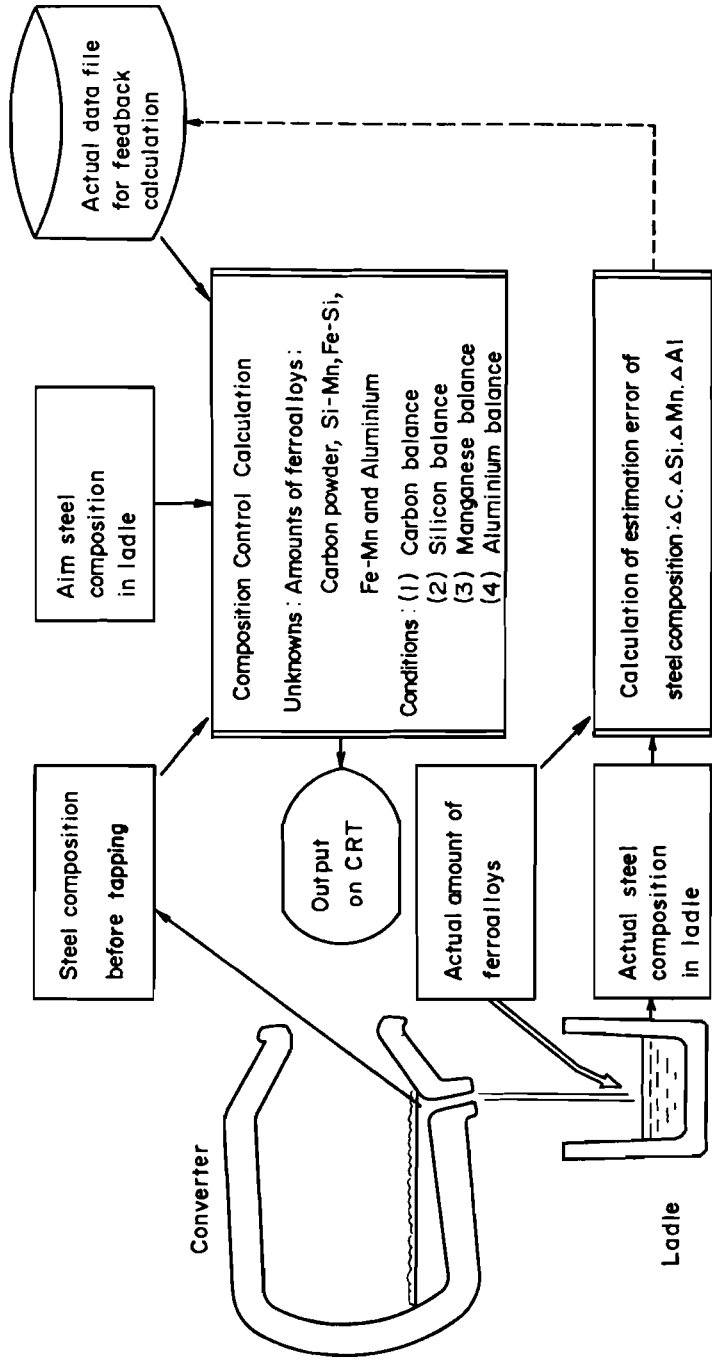 Converter
Steel composition
before tapping
Aim steel
composition
in ladle
Actual data file
for feedback
calculation
Composition Control Calculation
Unknowns : Amounts of ferroalloys :
Carbon powder, Si-Mn, Fe-Si,
Fe-Mn and Aluminium
Conditions : (1) Carbon balance
(2) Silicon balance
(3) Manganese balance
(4) Aluminium balance
Output
on CRT
Actual amount of
ferroalloys
Ladle
Actual steel
composition
in ladle
Calculation of estimation error of
steel composition : ΔC. ΔSi. ΔMn. ΔAl